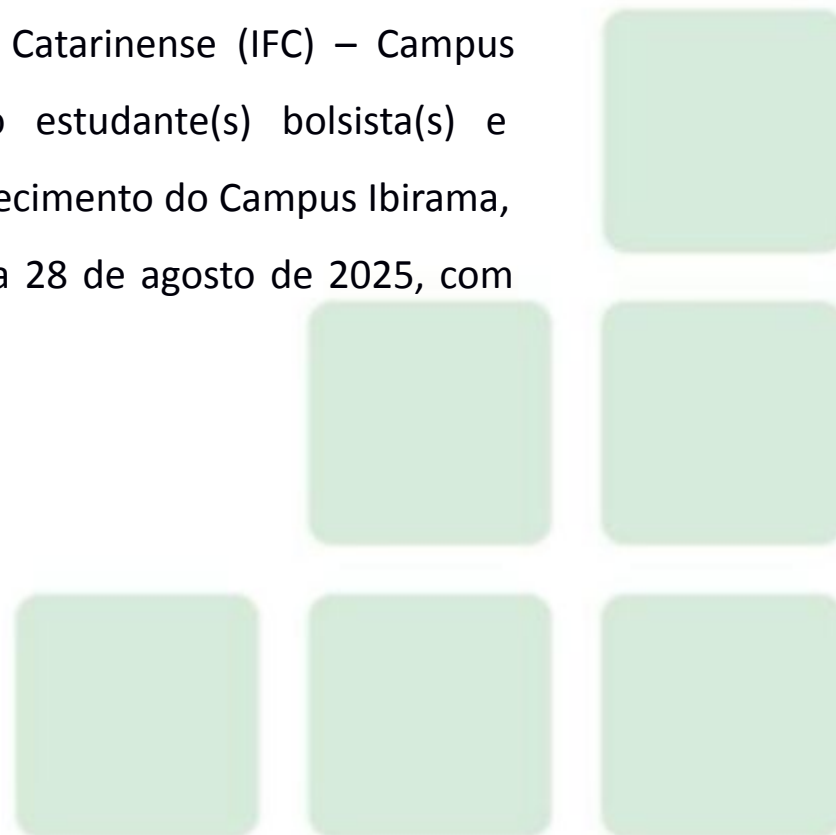 Catarinense (IFC) – Campus
estudante(s) bolsista(s) e
ecimento do Campus Ibirama,
a 28 de agosto de 2025, com